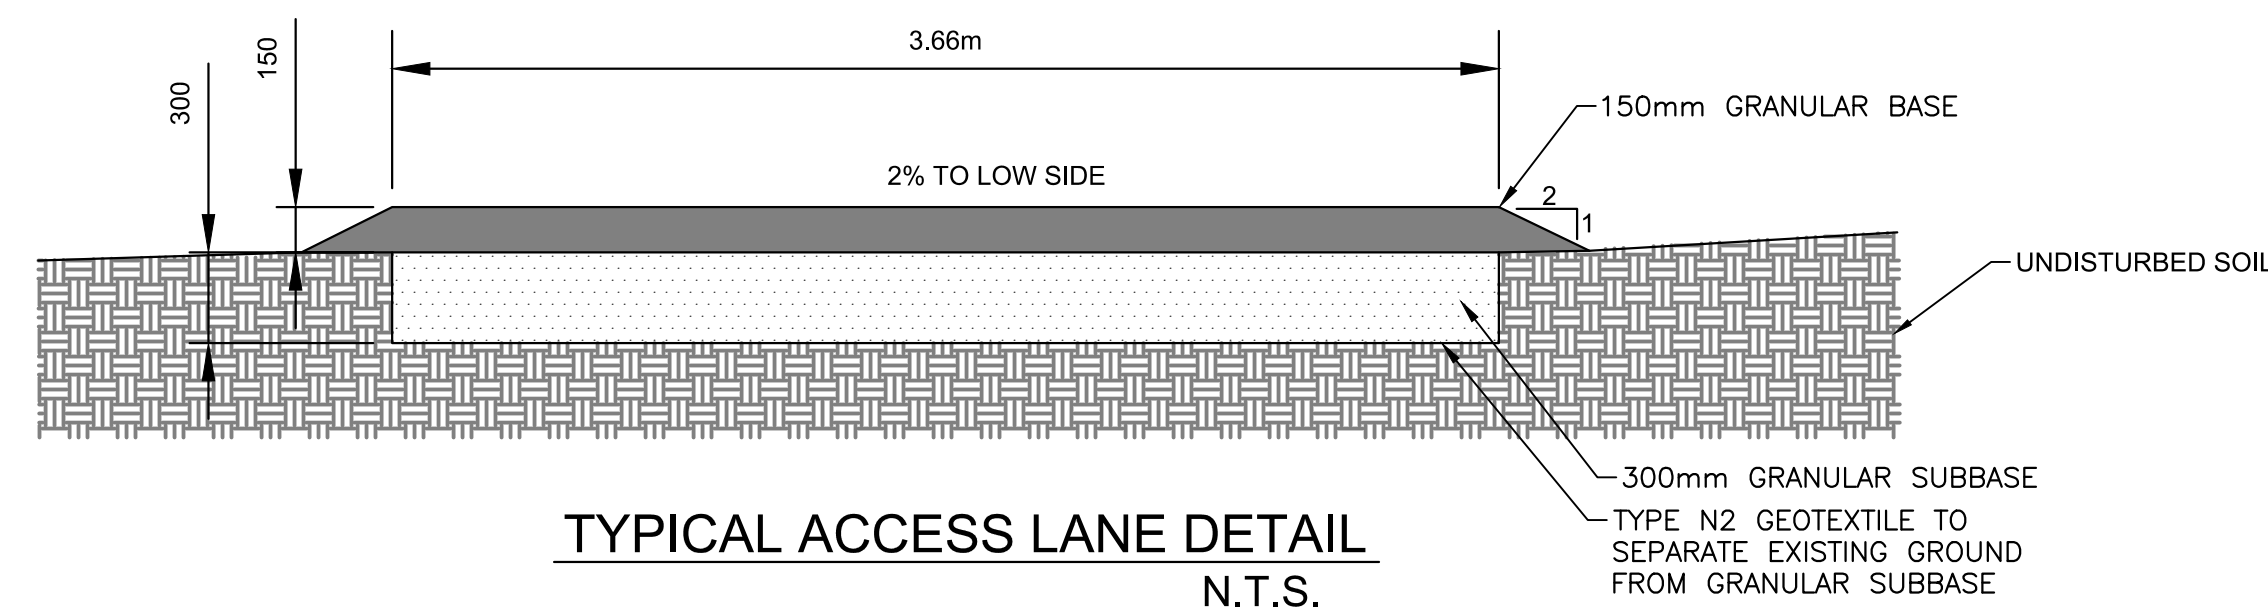 3.66m
150
300
150mm GRANULAR BASE
2% TO LOW SIDE
2
1
UNDISTURBED SOIL
300mm GRANULAR SUBBASE
TYPE N2 GEOTEXTILE TO
SEPARATE EXISTING GROUND
FROM GRANULAR SUBBASE
TYPICAL ACCESS LANE DETAIL
N.T.S.